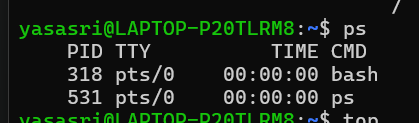 /
yasasri@LAPTOP-P20TLRM8:~$ ps
    PID TTY          TIME CMD
    318 pts/0    00:00:00 bash
    531 pts/0    00:00:00 ps
yasasri@LAPTOP-P20TLRM8:~$ top